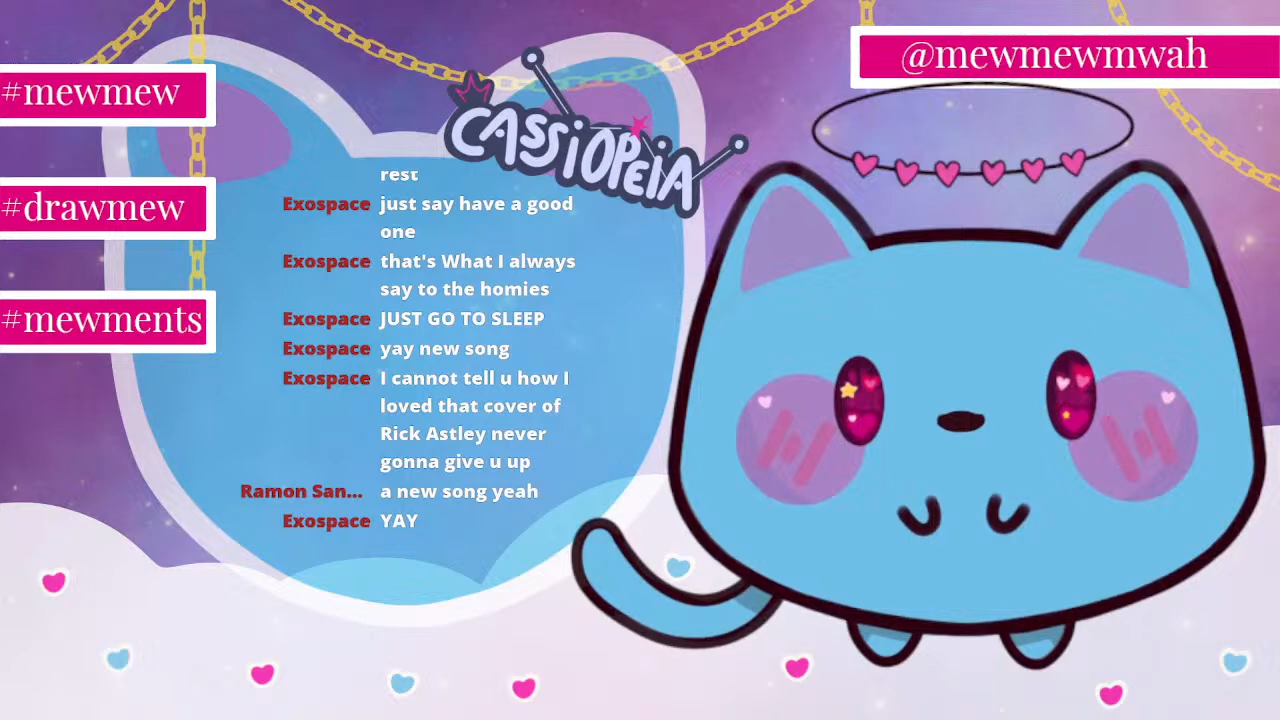 @mewmewmwah
#mewmew
#drawmew
#mewments
CASSIOPEIA
rest
Exospace just say have a good
one
Exospace that's What I always
say to the homies
Exospace JUST GO TO SLEEP
Exospace yay new song
Exospace I cannot tell u how I
loved that cover of
Rick Astley never
gonna give u up
Ramon San... a new song yeah
Exospace YAY